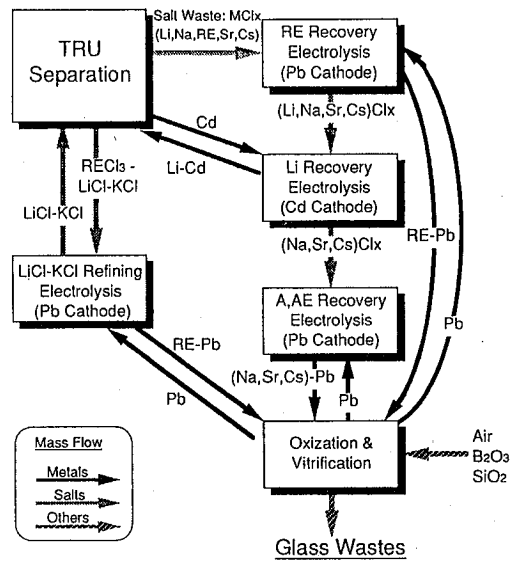 Salt Waste: MClx
(Li,Na,RE,Sr,Cs)
TRU
Separation
RE Recovery
Electrolysis
(Pb Cathode)
(Li,Na,Sr,Cs)Clx
Cd
Li-Cd
RECl3 -
LiCl-KCl
LiCl-KCl
Li Recovery
Electrolysis
(Cd Cathode)
(Na,Sr,Cs)Clx
RE-Pb
Pb
LiCl-KCl Refining
Electrolysis
(Pb Cathode)
A,AE Recovery
Electrolysis
(Pb Cathode)
RE-Pb
Pb
(Na,Sr,Cs)-Pb
Pb
Oxization &
Vitrification
Air
B2O3
SiO2
Mass Flow
Metals
Salts
Others
Glass Wastes